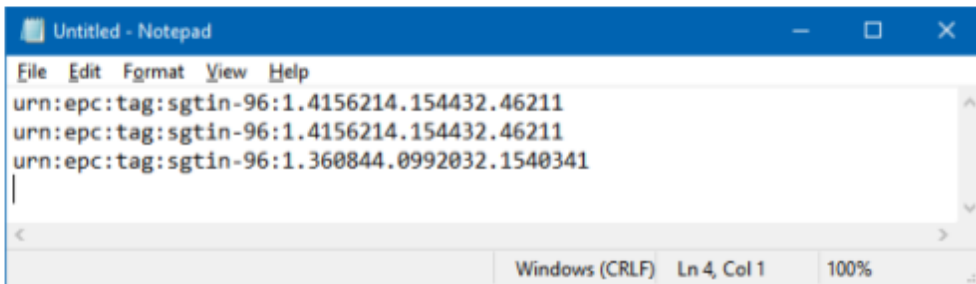 Untitled - Notepad
File Edit Format View Help
urn:epc:tag:sgtin-96:1.4156214.154432.46211
urn:epc:tag:sgtin-96:1.4156214.154432.46211
urn:epc:tag:sgtin-96:1.360844.0992032.1540341
Windows (CRLF) Ln 4, Col 1 100%